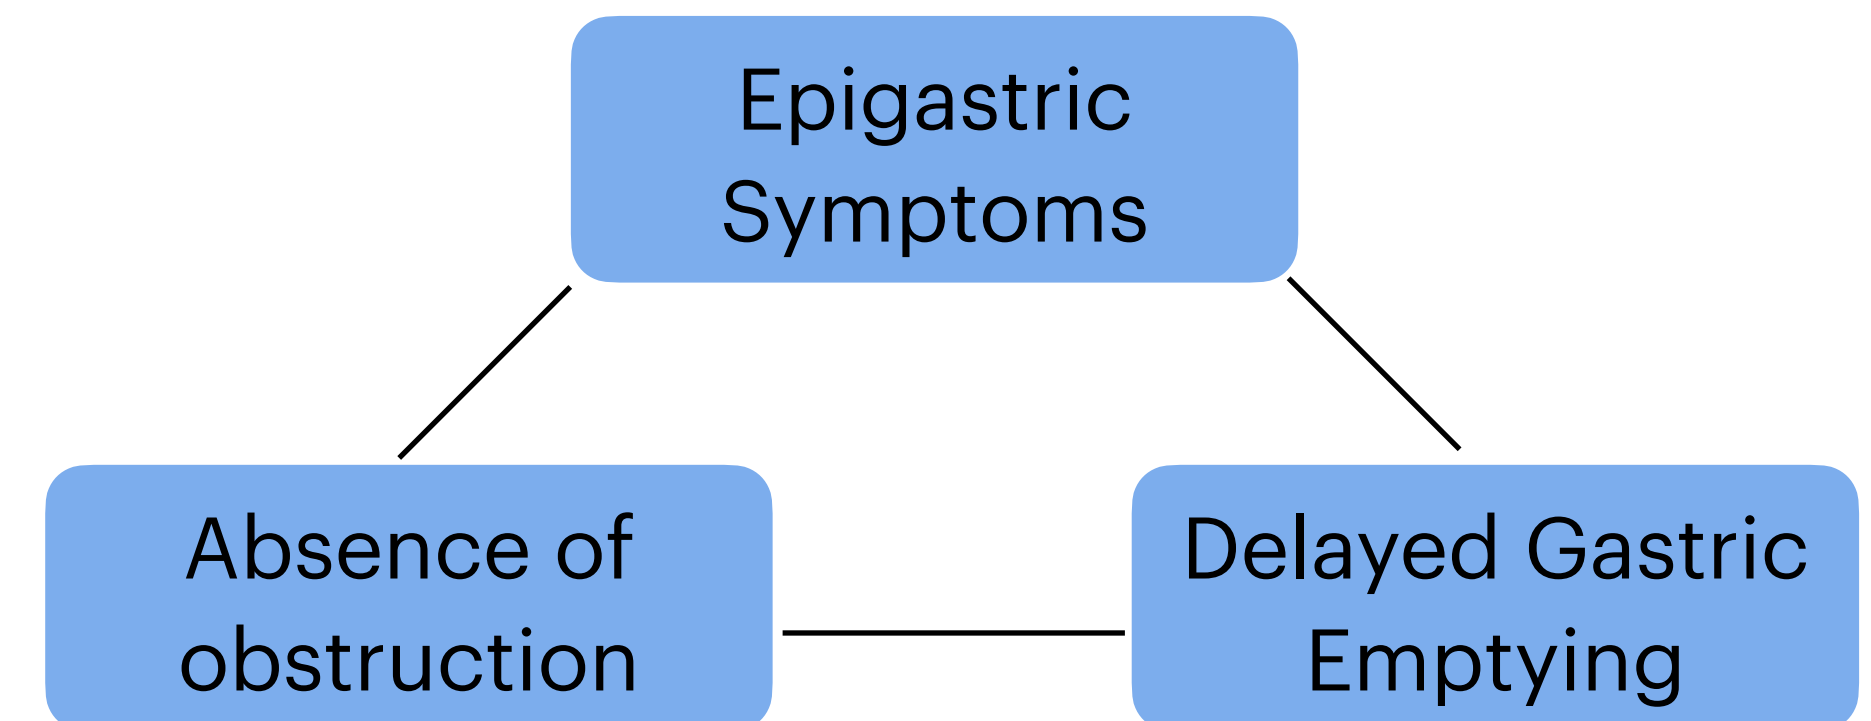 Epigastric
Symptoms
Absence of
obstruction
Delayed Gastric
Emptying